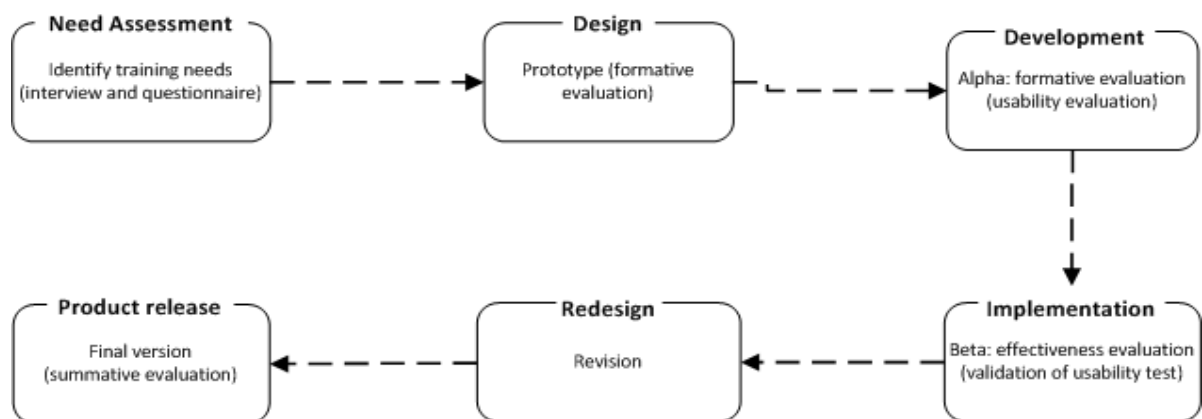 Need Assessment
Identify training needs
(interview and questionnaire)
Design
Prototype (formative
evaluation)
Development
Alpha: formative evaluation
(usability evaluation)
Product release
Final version
(summative evaluation)
Redesign
Revision
Implementation
Beta: effectiveness evaluation
(validation of usability test)